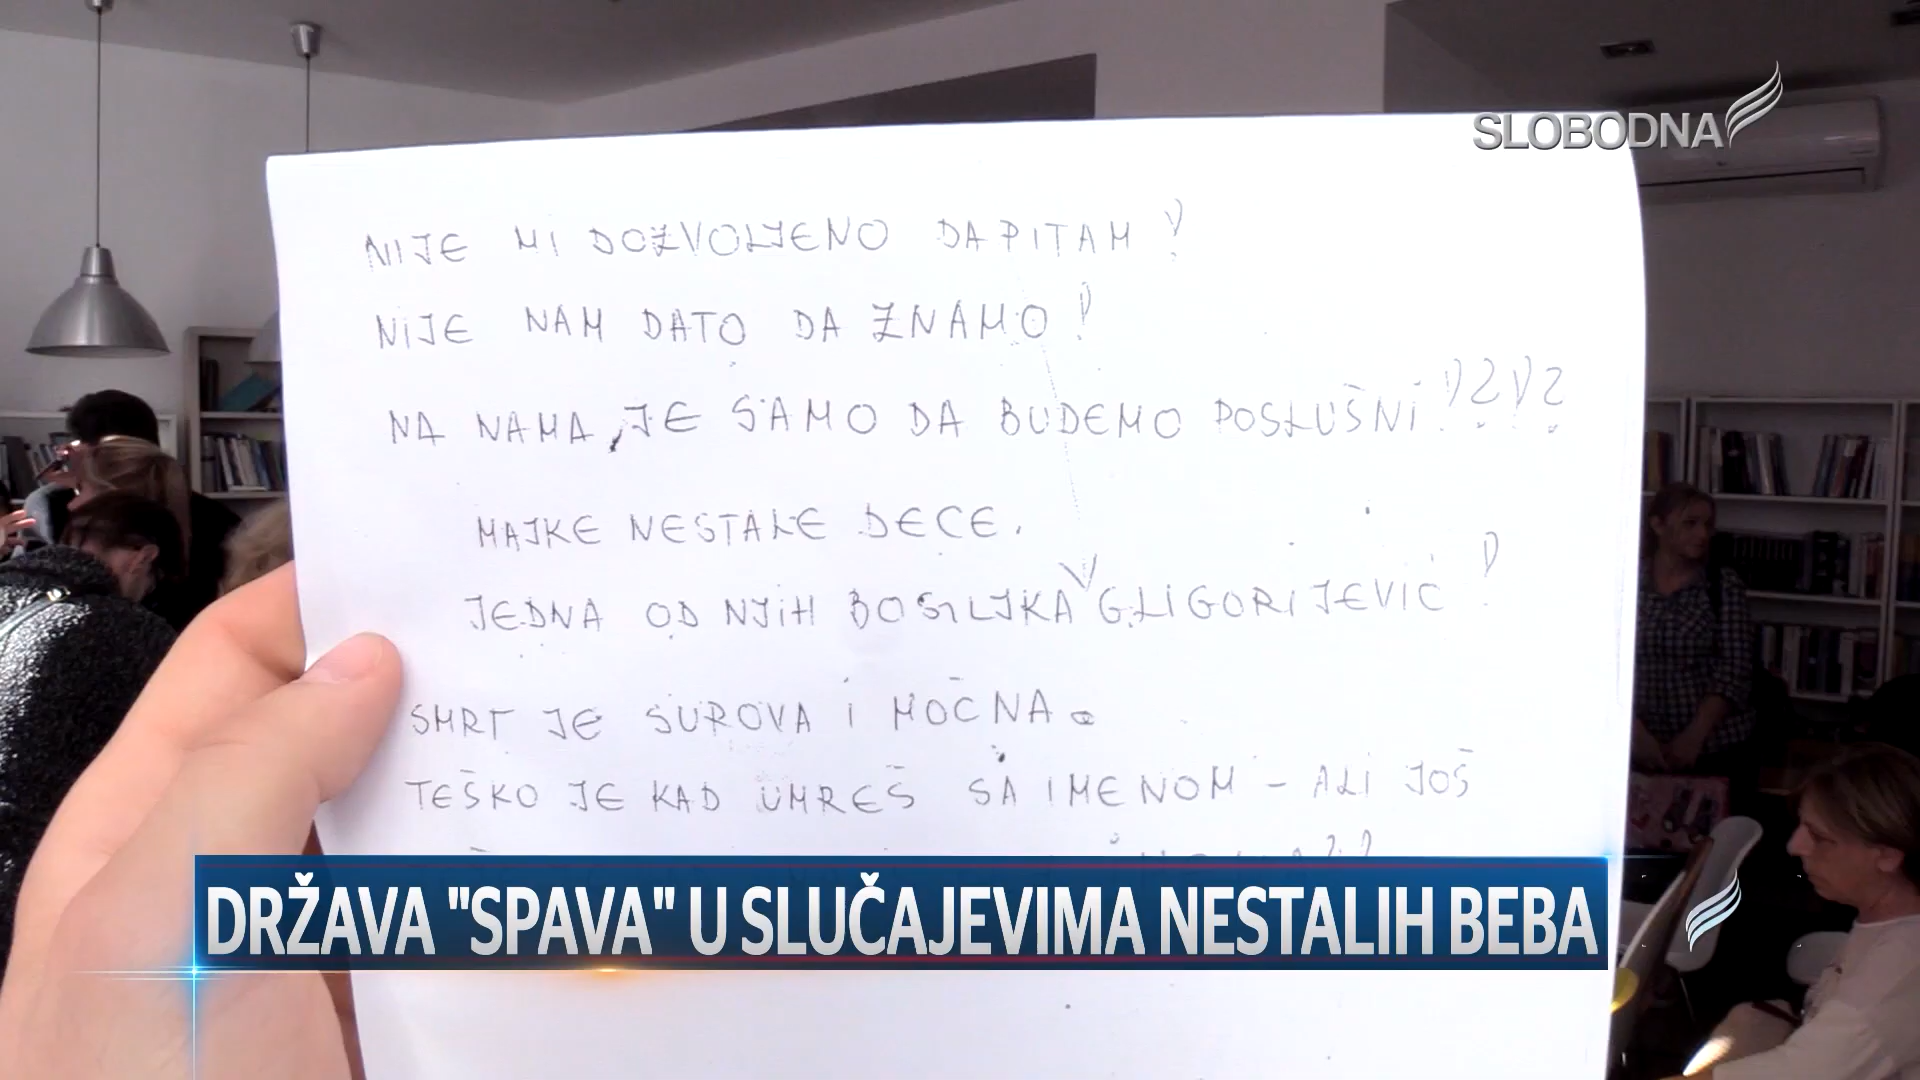 SLOBODNA
NIJE MI DOZVOLJENO DA PITAM!
NIJE NAM DATO DA ZNAMO!
NA NAMA, JE SAMO DA BUDEMO POSLUŠNI!?!?
MAJKE NESTALE DECE.
JEDNA OD NJIH BOSILJKA GLIGORIJEVIĆ!
SMRT JE SUROVA I MOĆNA.
TEŠKO JE KAD UMREŠ SA IMENOM - ALI JOŠ
DRŽAVA "SPAVA" U SLUČAJEVIMA NESTALIH BEBA